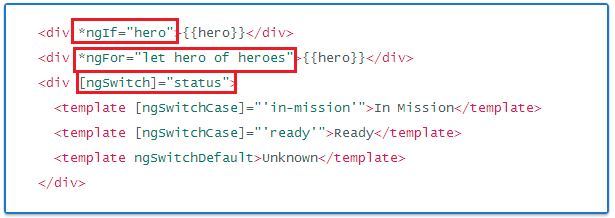 <div *ngIf="hero">{{hero}}</div>
<div *ngFor="let hero of heroes">{{hero}}</div>
<div [ngSwitch]="status">
<template [ngSwitchCase]="'in-mission'">In Mission</template>
<template [ngSwitchCase]="'ready'">Ready</template>
<template ngSwitchDefault>Unknown</template>
</div>